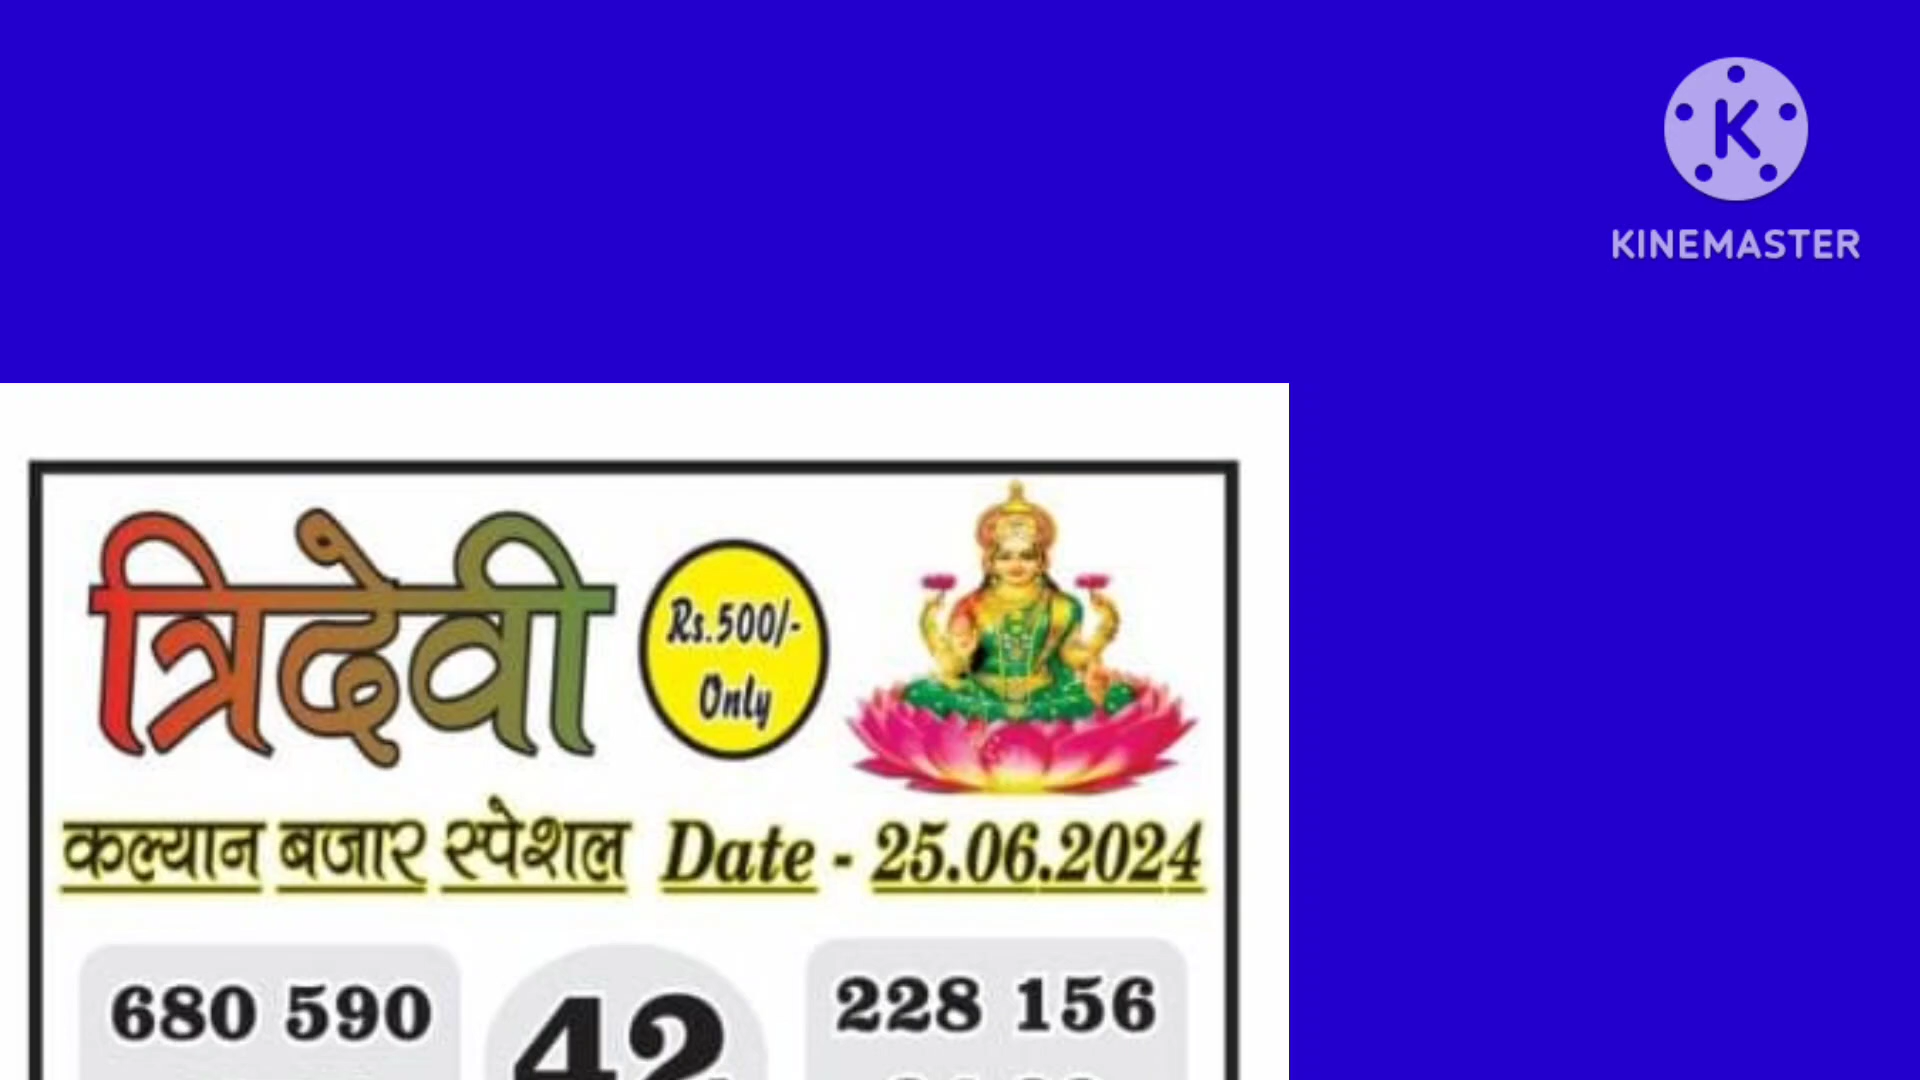 KINEMASTER
त्रिदेवी
Rs.500/-
Only
कल्यान बजार स्पेशल Date - 25.06.2024
680 590
42
228 156